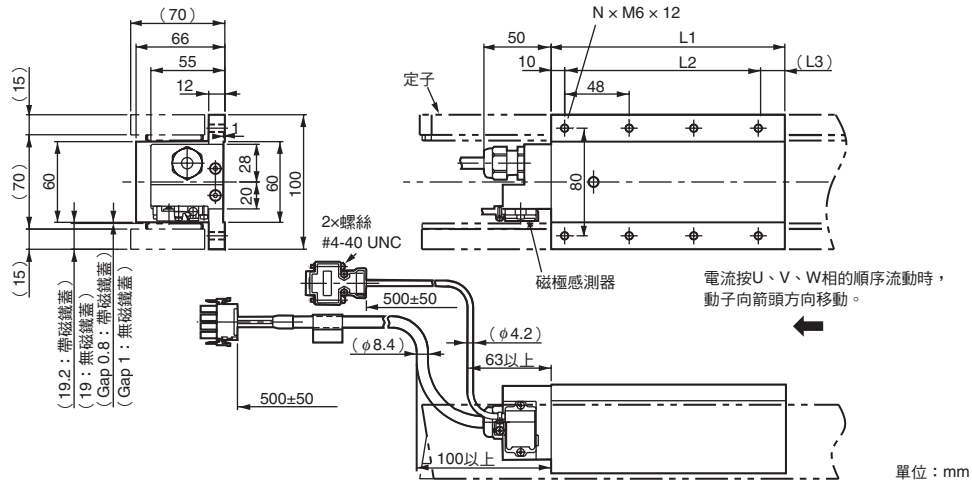 （70）
66
55
12
（15）
（70）
60
（15）
1
28
20
60
100
（19.2：帶磁鐵蓋）
（19：無磁鐵蓋）
（Gap 0.8：帶磁鐵蓋）
（Gap 1：無磁鐵蓋）
N × M6 × 12
50
L1
10
L2
（L3）
48
定子
80
磁極感測器
電流按U、V、W相的順序流動時，
動子向箭頭方向移動。
2×螺絲
#4-40 UNC
500±50
（φ4.2）
（φ8.4）
63以上
500±50
100以上
單位：mm